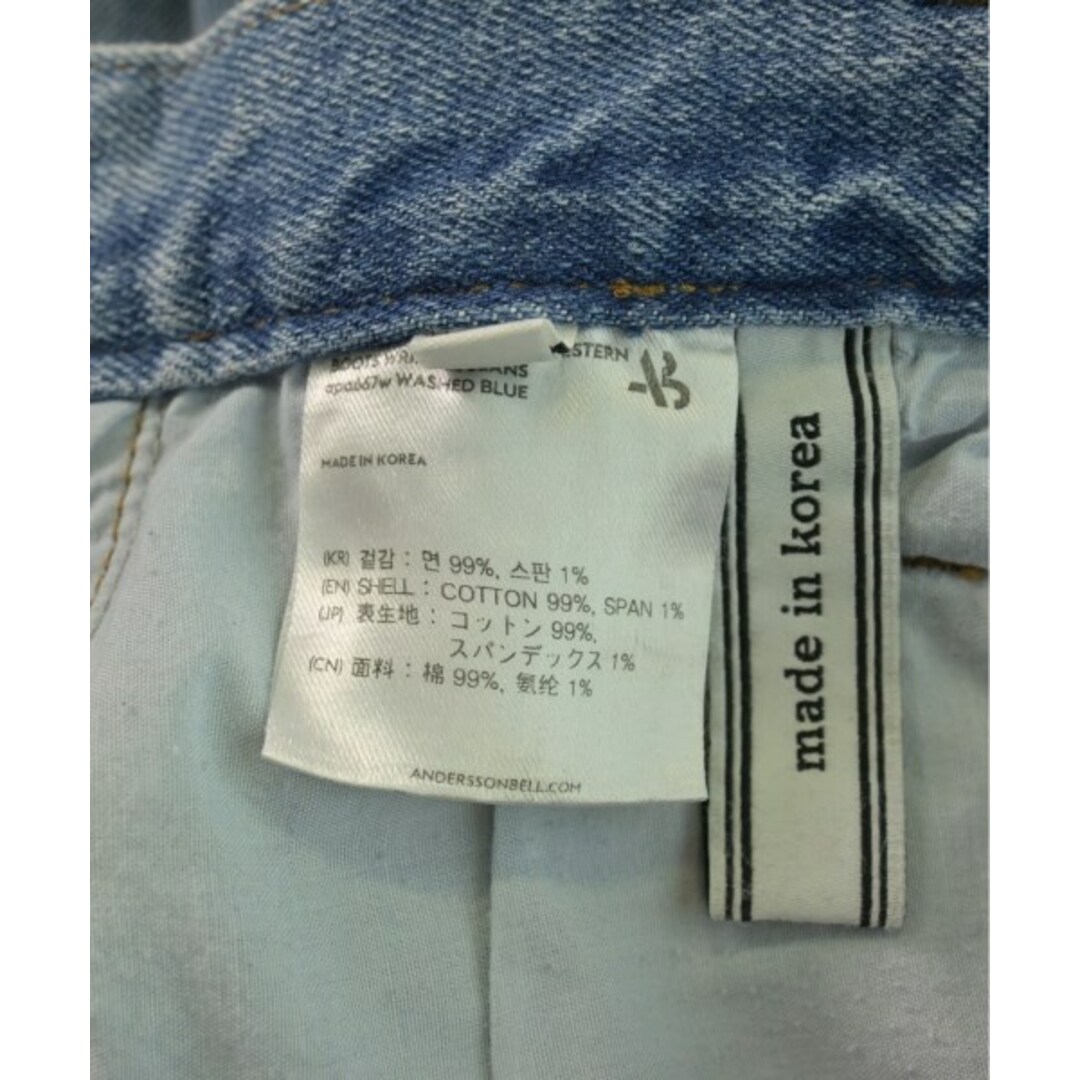 BOOTS WESTERN
apa667w WASHED BLUE
MADE IN KOREA
(KR) 겉감 : 면 99%, 스판 1%
(EN) SHELL : COTTON 99%, SPAN 1%
(JP) 表生地 : コットン 99%,
スパンデックス 1%
(CN) 面料 : 棉 99%, 氨纶 1%
ANDERSSONBELL.COM
made in korea